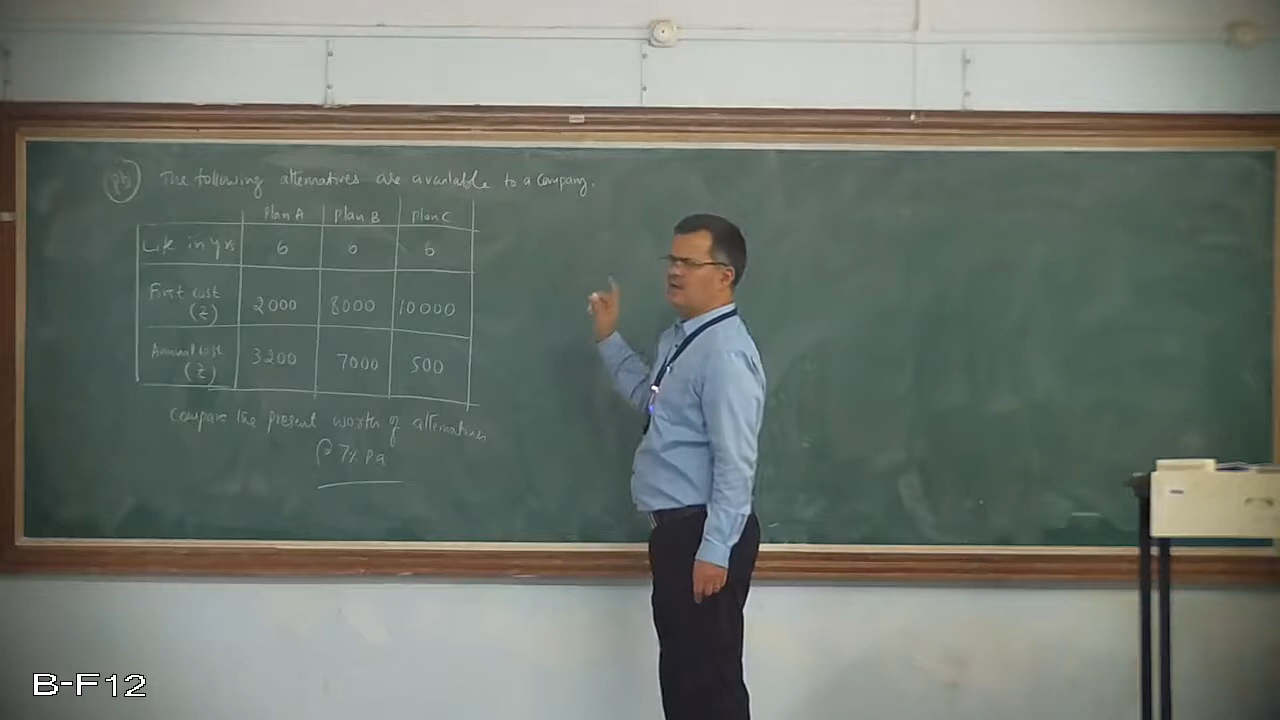 Pb The following alternatives are available to a Company.
Plan A Plan B Plan C
Life in yrs 6 6 6
First cost (₹) 2000 8000 10000
Annual cost (₹) 3200 7000 500
Compare the present worth of alternatives
@ 7% Pa
B-F12